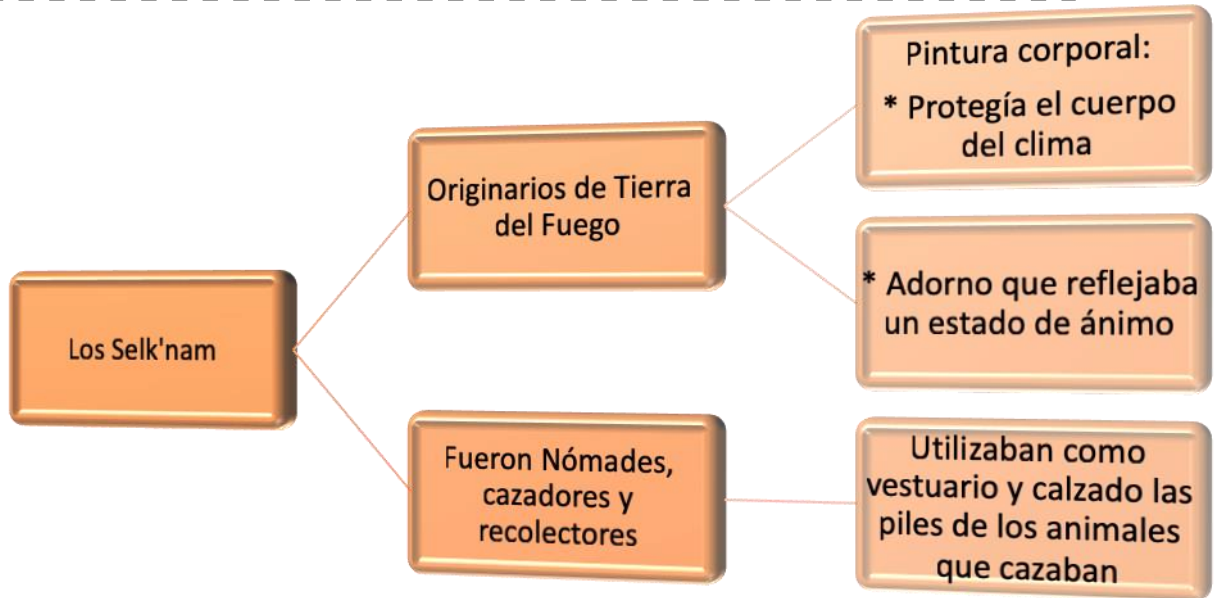 Los Selk'nam
Originarios de Tierra
del Fuego
Pintura corporal:
* Protegía el cuerpo
del clima
* Adorno que reflejaba
un estado de ánimo
Fueron Nómades,
cazadores y
recolectores
Utilizaban como
vestuario y calzado las
piles de los animales
que cazaban